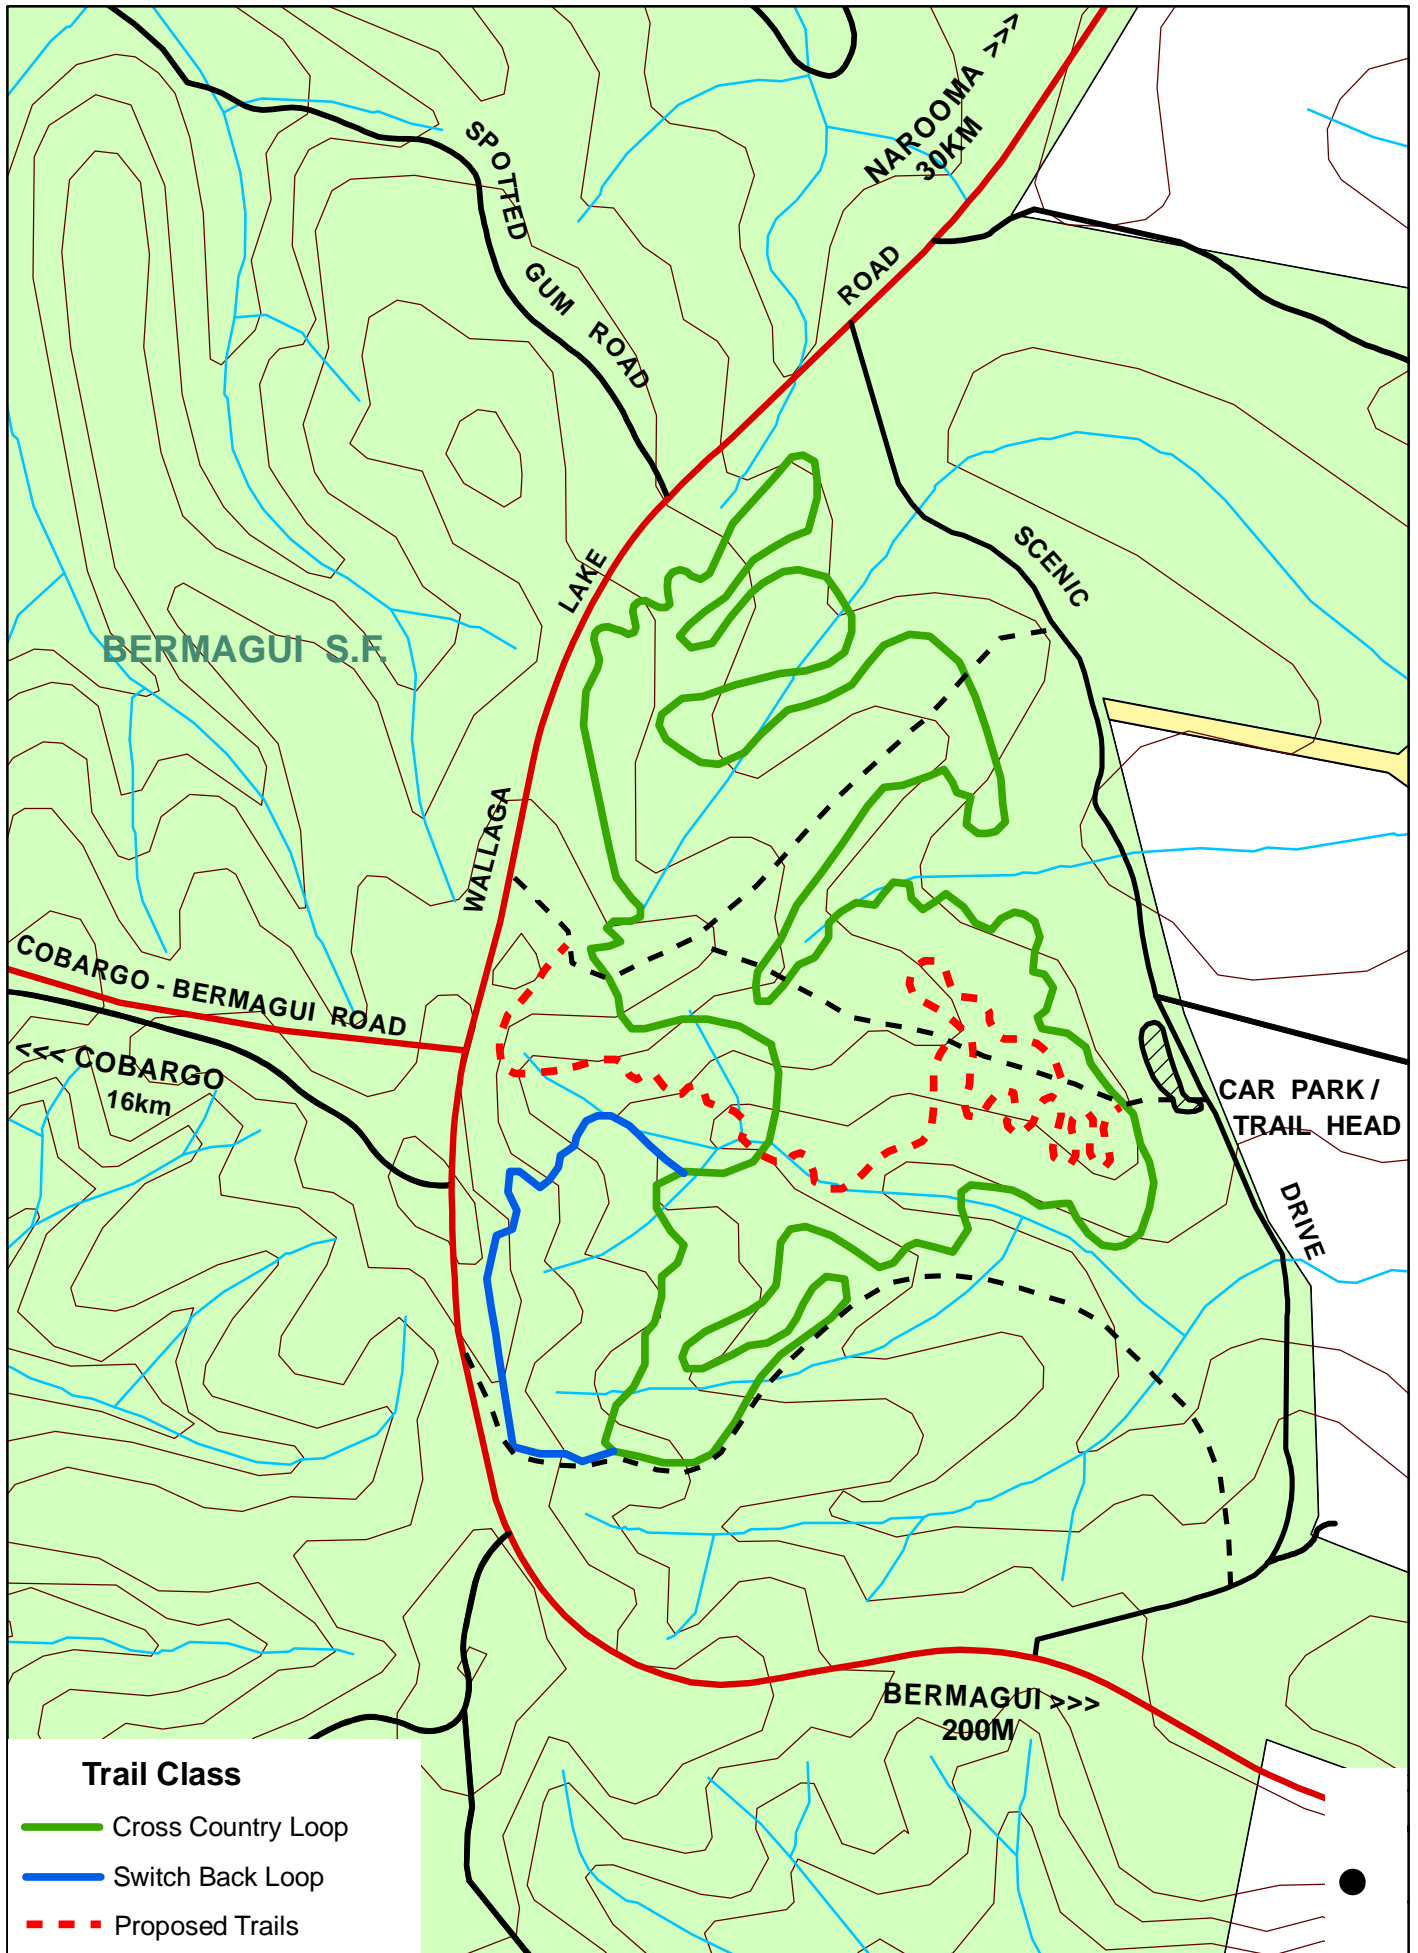 NAROOMA >>>
30KM
SPOTTED GUM ROAD
ROAD
SCENIC
LAKE
BERMAGUI S.F.
WALLAGA
COBARGO - BERMAGUI ROAD
<<< COBARGO
16km
CAR PARK /
TRAIL HEAD
DRIVE
BERMAGUI >>>
200M
Trail Class
Cross Country Loop
Switch Back Loop
Proposed Trails